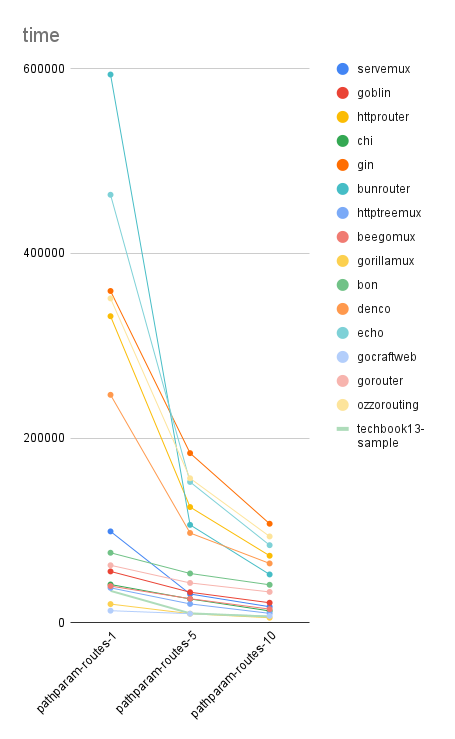 time
600000
400000
200000
0
pathparam-routes-1
pathparam-routes-5
pathparam-routes-10
servemux
goblin
httprouter
chi
gin
bunrouter
httptreemux
beegomux
gorillamux
bon
denco
echo
gocraftweb
gorouter
ozzorouting
techbook13-
sample